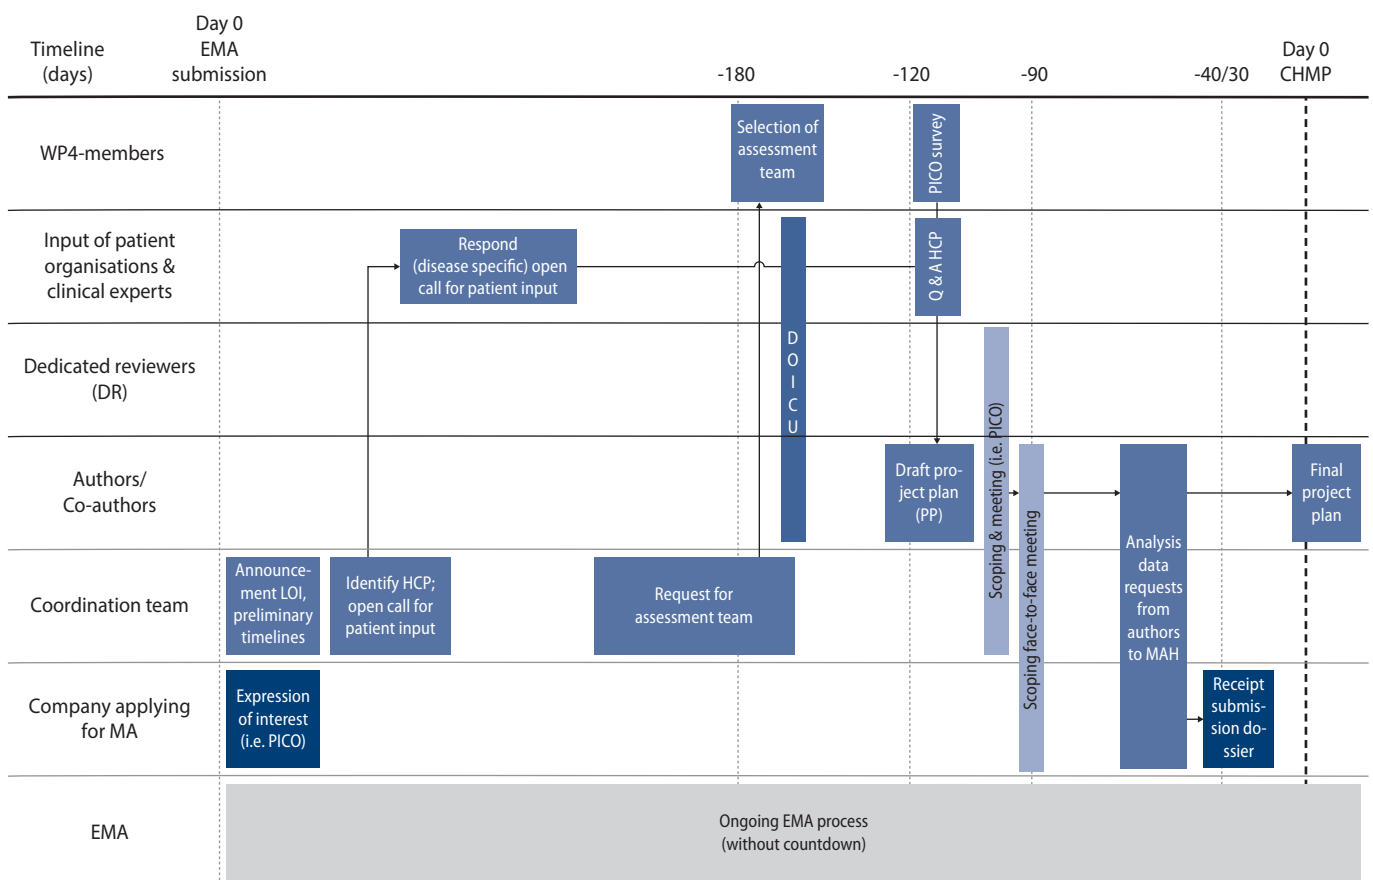 Timeline
(days)
Day 0
EMA
submission
-180
-120
-90
-40/30
Day 0
CHMP
WP4-members
Selection of
assessment
team
PICO survey
Input of patient
organisations &
clinical experts
Respond
(disease specific) open
call for patient input
Q & A HCP
D
O
I
C
U
Dedicated reviewers
(DR)
Scoping & meeting (i.e. PICO)
Authors/
Co-authors
Draft pro-
ject plan
(PP)
Scoping face-to-face meeting
Analysis
data
requests
from
authors
to MAH
Final
project
plan
Coordination team
Announce-
ment LOI,
preliminary
timelines
Identify HCP;
open call for
patient input
Request for
assessment team
Company applying
for MA
Expression
of interest
(i.e. PICO)
Receipt
submis-
sion do-
ssier
EMA
Ongoing EMA process
(without countdown)